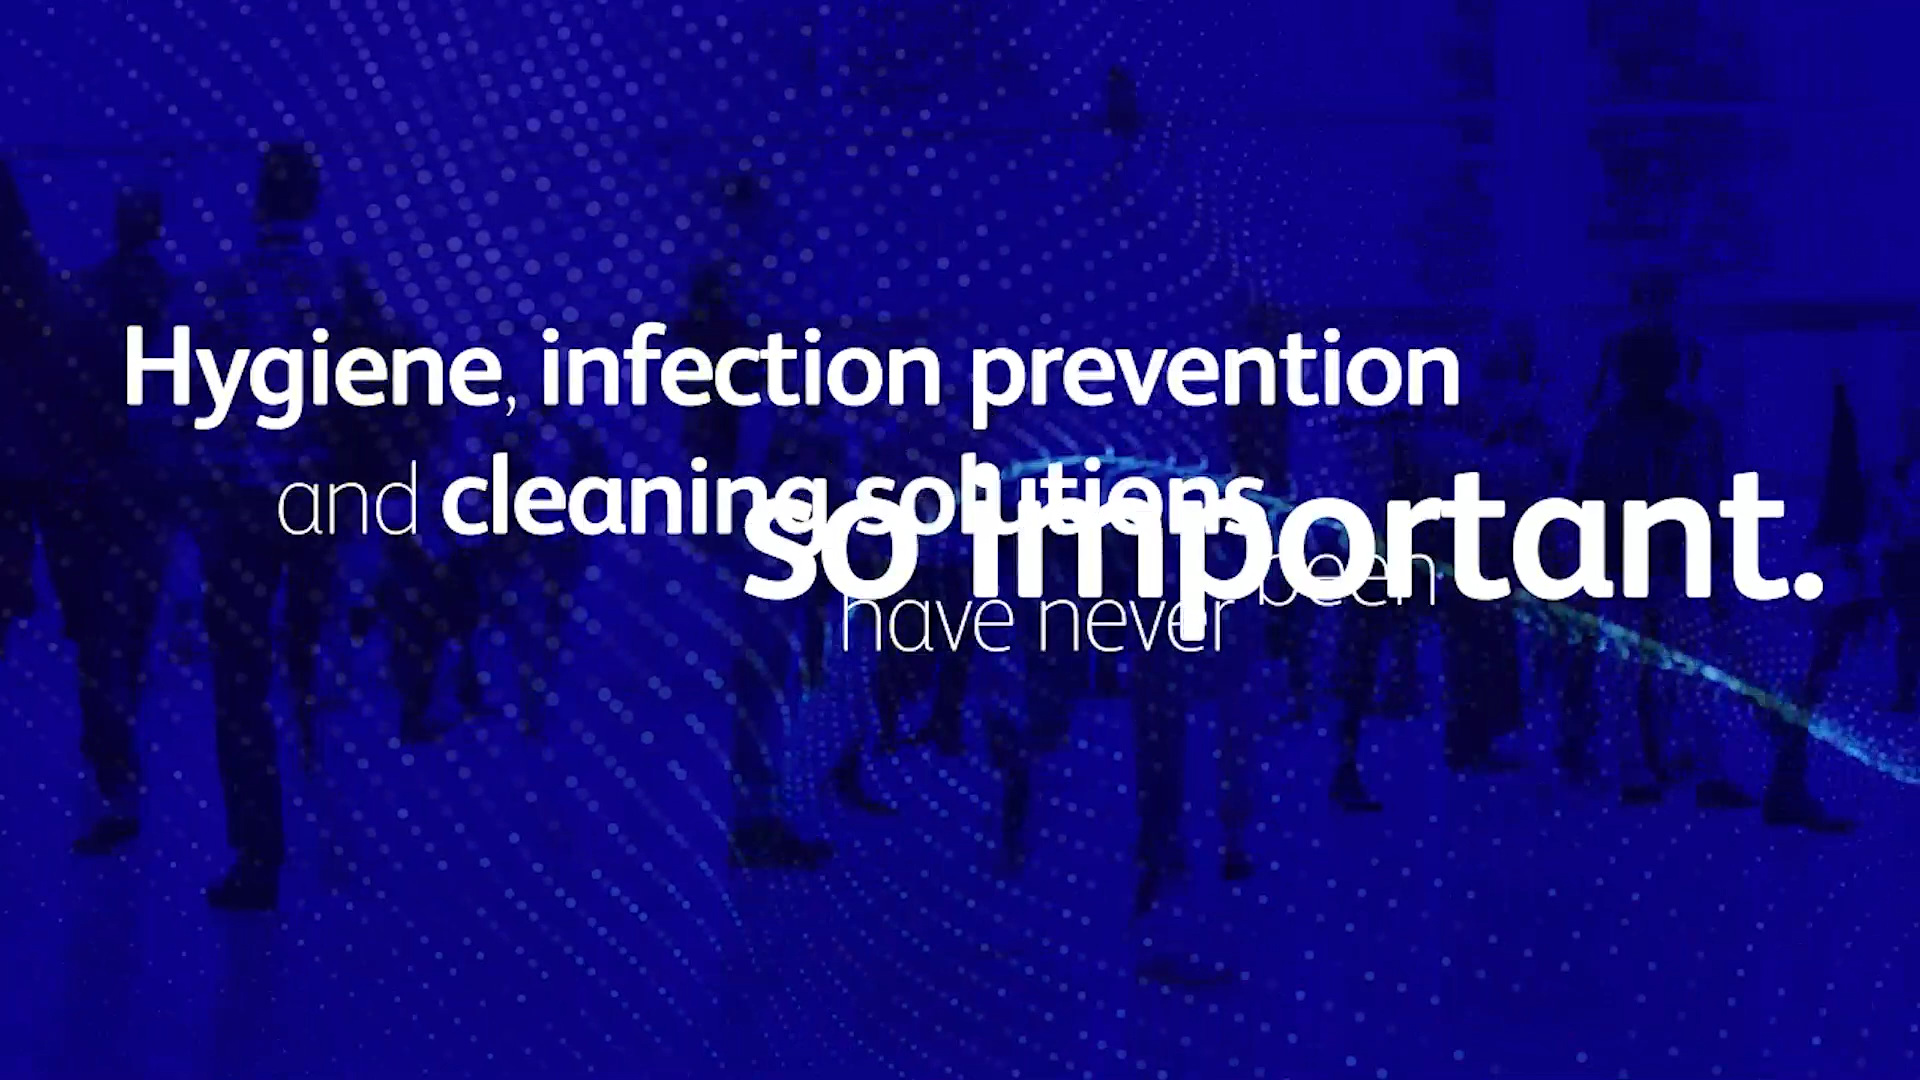 Hygiene, infection prevention
and cleaning solutions
have never been
so important.